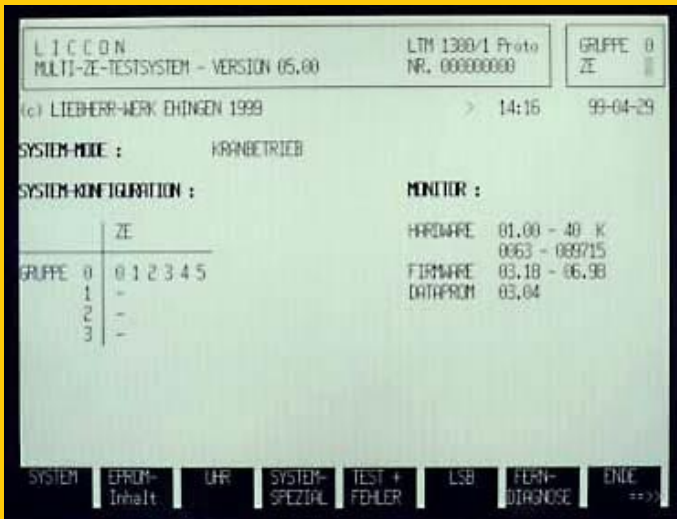 LICCON
MULTI-ZE-TESTSYSTEM - VERSION 05.00
LTM 1300/1 Proto
NR. 000000000
GRUPPE 0
ZE
(c) LIEBHERR-WERK EHINGEN 1999 > 14:16 99-04-29
SYSTEM-MODE : KRANBETRIEB
SYSTEM-KONFIGURATION :
ZE
GRUPPE 0 0 1 2 3 4 5
1 -
2 -
3 -
MONITOR :
HARDWARE 01.00 - 40 K
0063 - 089715
FIRMWARE 03.18 - 06.98
DATAPROM 03.04
SYSTEM
EPROM-
Inhalt
UHR
SYSTEM-
SPEZIAL
TEST +
FEHLER
LSB
FERN-
DIAGNOSE
ENDE
==>>